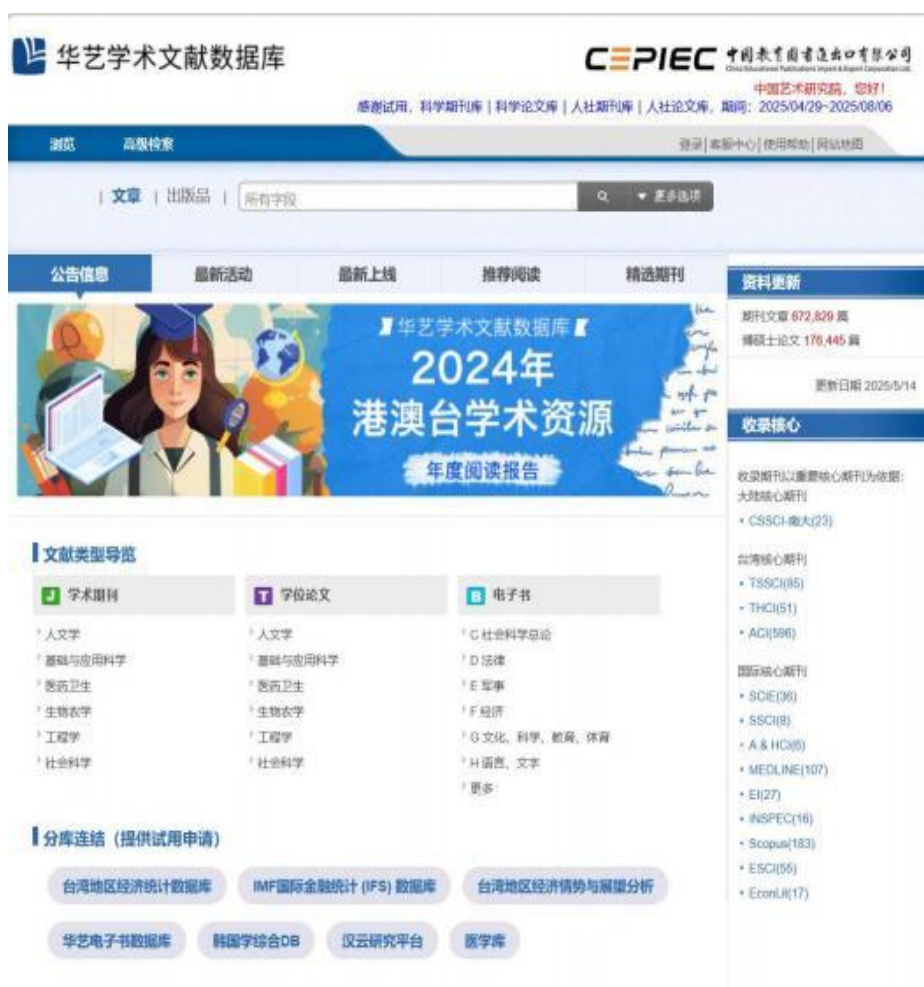 华艺学术文献数据库
CEPIEC 中国教育图书进出口有限公司
China Educational Publications Import & Export Corporation Ltd.
中国艺术研究院，您好！
感谢试用，科学期刊库 | 科学论文库 | 人社期刊库 | 人社论文库，期间：2025/04/29~2025/08/06
浏览 高级检索 登录 | 客服中心 | 使用帮助 | 网站地图
| 文章 | 出版品 | 所有字段 更多选项
公告信息 最新活动 最新上线 推荐阅读 精选期刊
华艺学术文献数据库
2024年
港澳台学术资源
年度阅读报告
资料更新
期刊文章 672,829 篇
博硕士论文 176,445 篇
更新日期 2025/5/14
收录核心
收录期刊以重要核心期刊为依据：
大陆核心期刊
CSSCI-南大(23)
台湾核心期刊
TSSCI(85)
THCI(51)
ACI(596)
国际核心期刊
SCIE(36)
SSCI(8)
A & HCI(6)
MEDLINE(107)
EI(27)
INSPEC(16)
Scopus(183)
ESCI(55)
EconLit(17)
文献类型导览
J 学术期刊
人文学
基础与应用科学
医药卫生
生物农学
工程学
社会科学
T 学位论文
人文学
基础与应用科学
医药卫生
生物农学
工程学
社会科学
B 电子书
C 社会科学总论
D 法律
E 军事
F 经济
G 文化、科学、教育、体育
H 语言、文字
更多
分库连结（提供试用申请）
台湾地区经济统计数据库 IMF国际金融统计 (IFS) 数据库 台湾地区经济情势与展望分析
华艺电子书数据库 韩国学综合DB 汉云研究平台 医学库